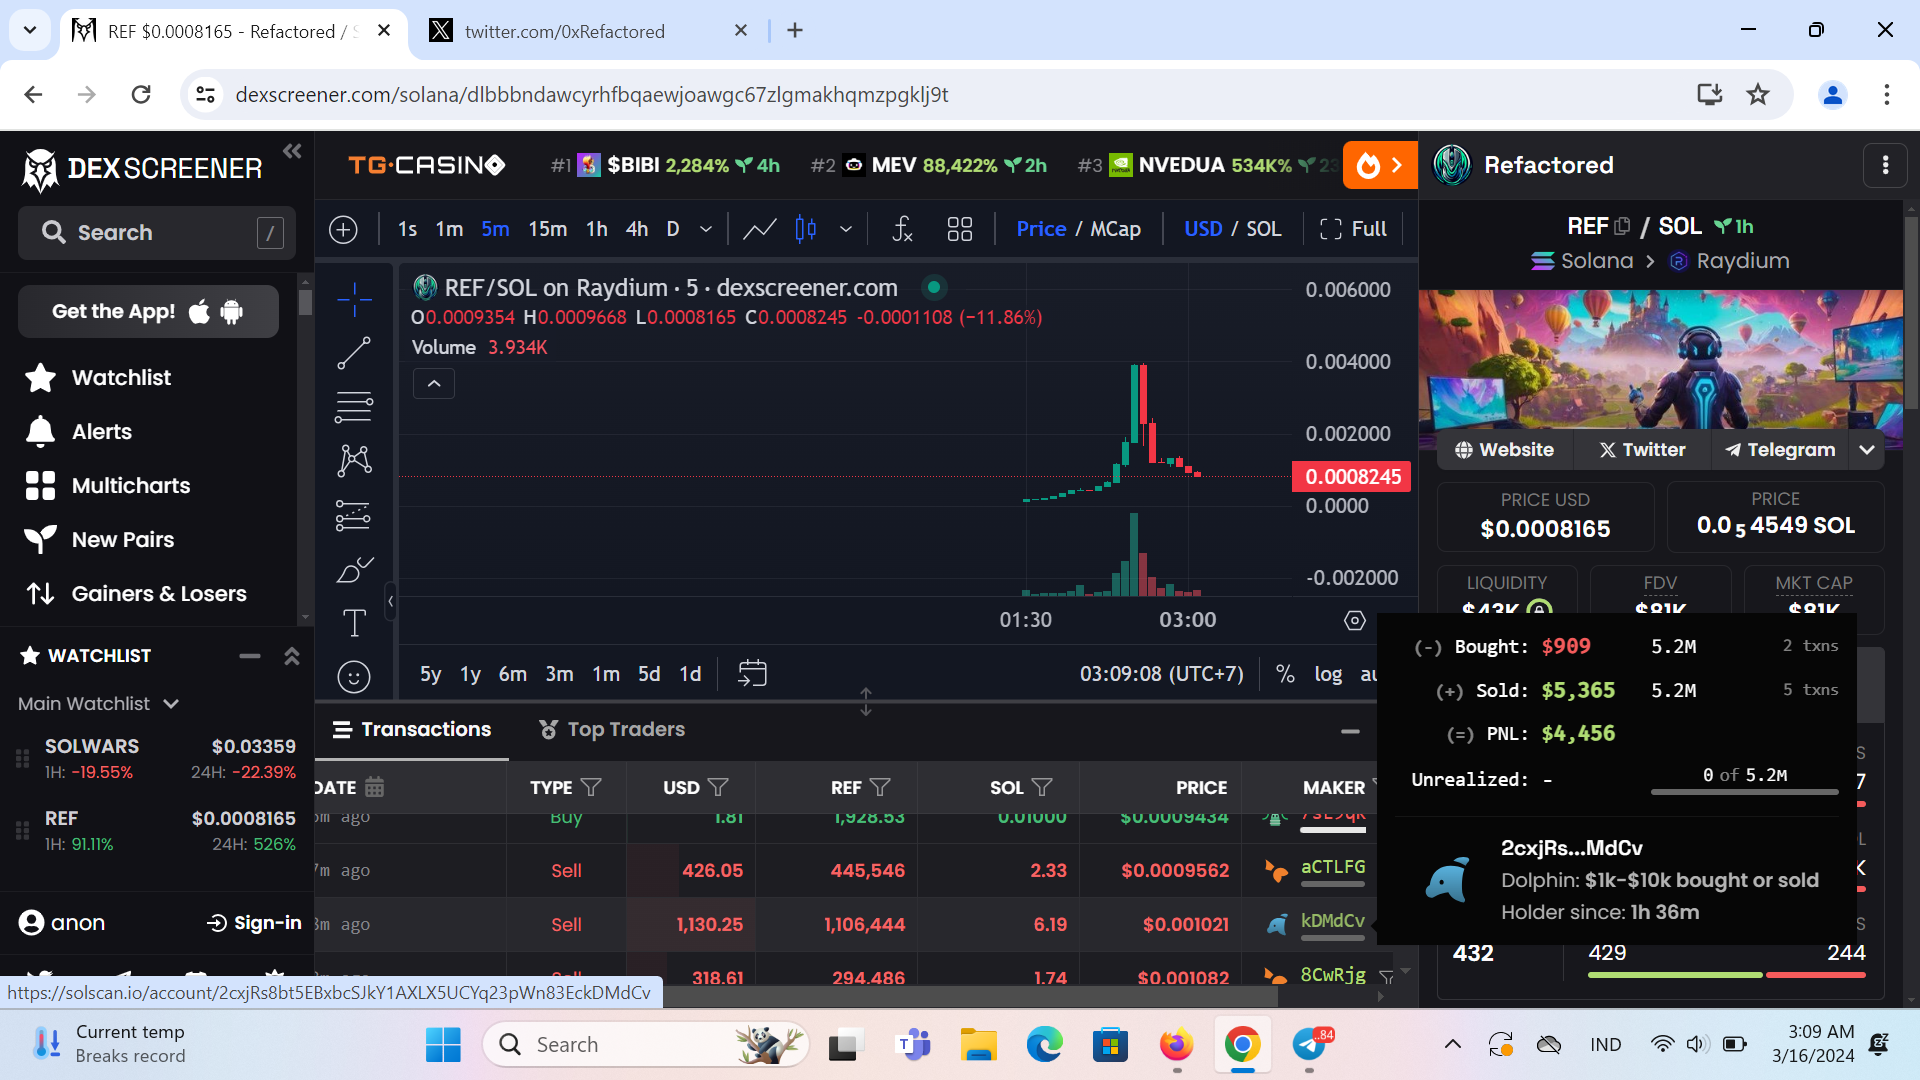 REF $0.0008165 - Refactored /
twitter.com/0xRefactored
dexscreener.com/solana/dlbbbndawcyrhfbqaewjoawgc67zlgmakhqmzpgklj9t
DEX SCREENER
Search /
Get the App!
Watchlist
Alerts
Multicharts
New Pairs
Gainers & Losers
WATCHLIST
Main Watchlist
SOLWARS $0.03359
1H: -19.55% 24H: -22.39%
REF $0.0008165
1H: 91.11% 24H: 526%
anon Sign-in
https://solscan.io/account/2cxjRs8bt5EBxbcSJkY1AXLX5UCYq23pWn83EckDMdCv
TG·CASINO #1 $BIBI 2,284% 4h #2 MEV 88,422% 2h #3 NVEDUA 534K% 23
1s 1m 5m 15m 1h 4h D Price / MCap USD / SOL Full
REF/SOL on Raydium · 5 · dexscreener.com
O0.0009354 H0.0009668 L0.0008165 C0.0008245 -0.0001108 (−11.86%)
Volume 3.934K
0.006000
0.004000
0.002000
0.0008245
0.0000
-0.002000
01:30 03:00
5y 1y 6m 3m 1m 5d 1d 03:09:08 (UTC+7) % log au
Transactions Top Traders
DATE TYPE USD REF SOL PRICE MAKER
m ago Buy 1.81 1,928.53 0.01000 $0.0009434
7m ago Sell 426.05 445,546 2.33 $0.0009562 aCTLFG
m ago Sell 1,130.25 1,106,444 6.19 $0.001021 kDMdCv
m ago Sell 318.61 294,486 1.74 $0.001082 8CwRjg
Refactored
REF / SOL 1h
Solana > Raydium
Website Twitter Telegram
PRICE USD
$0.0008165
PRICE
0.0₅4549 SOL
LIQUIDITY
$43K
FDV
$81K
MKT CAP
$81K
(-) Bought: $909 5.2M 2 txns
(+) Sold: $5,365 5.2M 5 txns
(=) PNL: $4,456
Unrealized: - 0 of 5.2M
2cxjRs...MdCv
Dolphin: $1k-$10k bought or sold
Holder since: 1h 36m
S
7
L
K
S
432 429 244
Current temp
Breaks record
Search
..84
IND
3:09 AM
3/16/2024